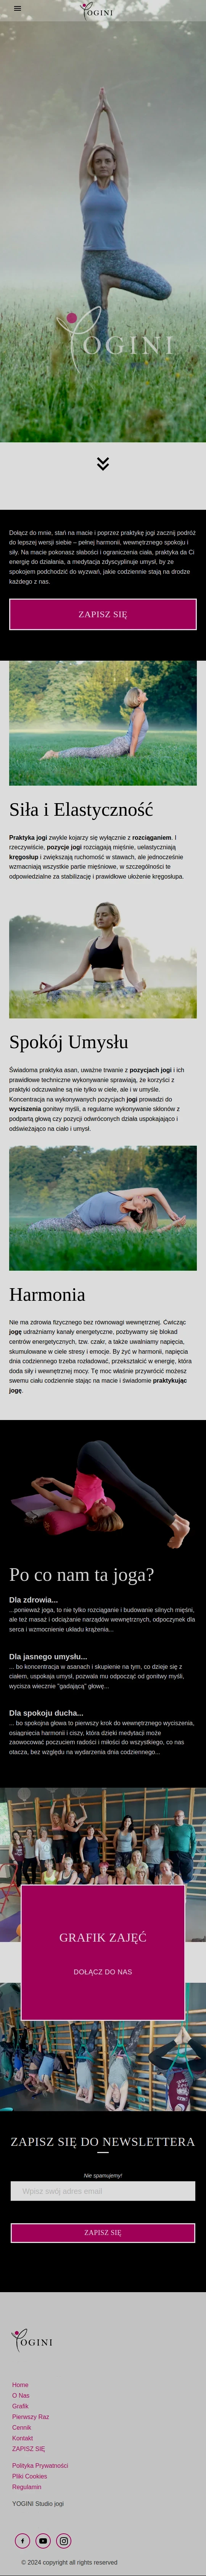 YOGINI
YOGINI
Dołącz do mnie, stań na macie i poprzez praktykę jogi zacznij podróż
do lepszej wersji siebie – pełnej harmonii, wewnętrznego spokoju i
siły. Na macie pokonasz słabości i ograniczenia ciała, praktyka da Ci
energię do działania, a medytacja zdyscyplinuje umysł, by ze
spokojem podchodzić do wyzwań, jakie codziennie stają na drodze
każdego z nas.
ZAPISZ SIĘ
Siła i Elastyczność
Praktyka jogi zwykle kojarzy się wyłącznie z rozciąganiem. I
rzeczywiście, pozycje jogi rozciągają mięśnie, uelastyczniają
kręgosłup i zwiększają ruchomość w stawach, ale jednocześnie
wzmacniają wszystkie partie mięśniowe, w szczególności te
odpowiedzialne za stabilizację i prawidłowe ułożenie kręgosłupa.
Spokój Umysłu
Świadoma praktyka asan, uważne trwanie z pozycjach jogi i ich
prawidłowe techniczne wykonywanie sprawiają, że korzyści z
praktyki odczuwalne są nie tylko w ciele, ale i w umyśle.
Koncentracja na wykonywanych pozycjach jogi prowadzi do
wyciszenia gonitwy myśli, a regularne wykonywanie skłonów z
podpartą głową czy pozycji odwróconych działa uspokajająco i
odświeżająco na ciało i umysł.
Harmonia
Nie ma zdrowia fizycznego bez równowagi wewnętrznej. Ćwicząc
jogę udrażniamy kanały energetyczne, pozbywamy się blokad
centrów energetycznych, tzw. czakr, a także uwalniamy napięcia,
skumulowane w ciele stresy i emocje. By żyć w harmonii, napięcia
dnia codziennego trzeba rozładować, przekształcić w energię, która
doda siły i wewnętrznej mocy. Tę moc właśnie przywrócić możesz
swemu ciału codziennie stając na macie i świadomie praktykując
jogę.
Po co nam ta joga?
Dla zdrowia...
...ponieważ joga, to nie tylko rozciąganie i budowanie silnych mięśni,
ale też masaż i odciążanie narządów wewnętrznych, odpoczynek dla
serca i wzmocnienie układu krążenia...
Dla jasnego umysłu...
... bo koncentracja w asanach i skupienie na tym, co dzieje się z
ciałem, uspokaja umysł, pozwala mu odpocząć od gonitwy myśli,
wycisza wiecznie "gadającą" głowę...
Dla spokoju ducha...
... bo spokojna głowa to pierwszy krok do wewnętrznego wyciszenia,
osiągnięcia harmonii i ciszy, która dzięki medytacji może
zaowocować poczuciem radości i miłości do wszystkiego, co nas
otacza, bez względu na wydarzenia dnia codziennego...
GRAFIK ZAJĘĆ
DOŁĄCZ DO NAS
ZAPISZ SIĘ DO NEWSLETTERA
Nie spamujemy!
Wpisz swój adres email
ZAPISZ SIĘ
YOGINI
Home
O Nas
Grafik
Pierwszy Raz
Cennik
Kontakt
ZAPISZ SIĘ
Polityka Prywatności
Pliki Cookies
Regulamin
YOGINI Studio jogi
© 2024 copyright all rights reserved